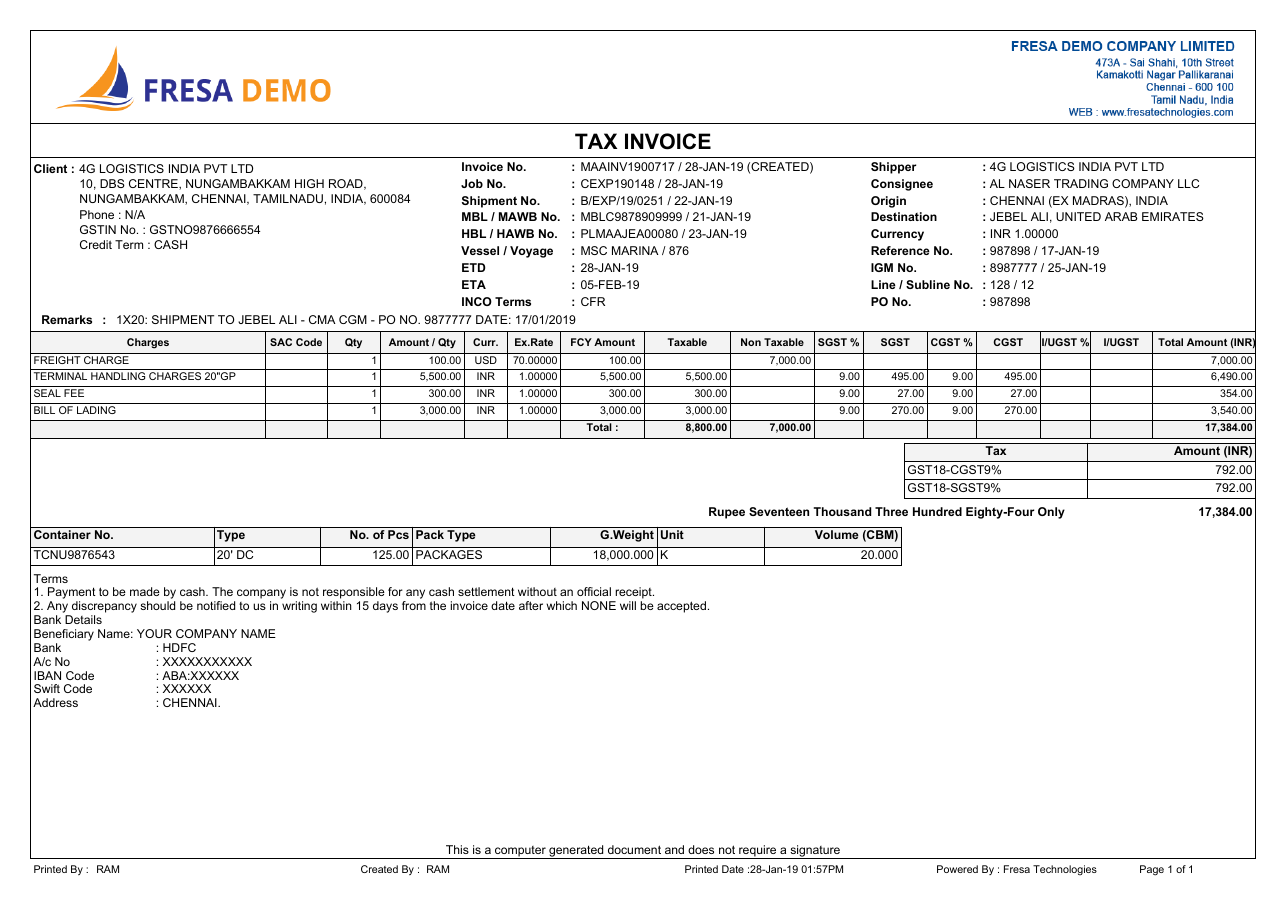 FRESA DEMO
FRESA DEMO COMPANY LIMITED
473A - Sai Shahi, 10th Street
Kamakotti Nagar Pallikaranai
Chennai - 600 100
Tamil Nadu, India
WEB : www.fresatechnologies.com
TAX INVOICE
Client : 4G LOGISTICS INDIA PVT LTD
10, DBS CENTRE, NUNGAMBAKKAM HIGH ROAD,
NUNGAMBAKKAM, CHENNAI, TAMILNADU, INDIA, 600084
Phone : N/A
GSTIN No. : GSTNO9876666554
Credit Term : CASH
Invoice No. : MAAINV1900717 / 28-JAN-19 (CREATED)
Job No. : CEXP190148 / 28-JAN-19
Shipment No. : B/EXP/19/0251 / 22-JAN-19
MBL / MAWB No. : MBLC9878909999 / 21-JAN-19
HBL / HAWB No. : PLMAAJEA00080 / 23-JAN-19
Vessel / Voyage : MSC MARINA / 876
ETD : 28-JAN-19
ETA : 05-FEB-19
INCO Terms : CFR
Shipper : 4G LOGISTICS INDIA PVT LTD
Consignee : AL NASER TRADING COMPANY LLC
Origin : CHENNAI (EX MADRAS), INDIA
Destination : JEBEL ALI, UNITED ARAB EMIRATES
Currency : INR 1.00000
Reference No. : 987898 / 17-JAN-19
IGM No. : 8987777 / 25-JAN-19
Line / Subline No. : 128 / 12
PO No. : 987898
Remarks : 1X20: SHIPMENT TO JEBEL ALI - CMA CGM - PO NO. 9877777 DATE: 17/01/2019
Charges SAC Code Qty Amount / Qty Curr. Ex.Rate FCY Amount Taxable Non Taxable SGST % SGST CGST % CGST I/UGST % I/UGST Total Amount (INR)
FREIGHT CHARGE 1 100.00 USD 70.00000 100.00 7,000.00 7,000.00
TERMINAL HANDLING CHARGES 20"GP 1 5,500.00 INR 1.00000 5,500.00 5,500.00 9.00 495.00 9.00 495.00 6,490.00
SEAL FEE 1 300.00 INR 1.00000 300.00 300.00 9.00 27.00 9.00 27.00 354.00
BILL OF LADING 1 3,000.00 INR 1.00000 3,000.00 3,000.00 9.00 270.00 9.00 270.00 3,540.00
Total : 8,800.00 7,000.00 17,384.00
Tax Amount (INR)
GST18-CGST9% 792.00
GST18-SGST9% 792.00
Rupee Seventeen Thousand Three Hundred Eighty-Four Only 17,384.00
Container No. Type No. of Pcs Pack Type G.Weight Unit Volume (CBM)
TCNU9876543 20' DC 125.00 PACKAGES 18,000.000 K 20.000
Terms
1. Payment to be made by cash. The company is not responsible for any cash settlement without an official receipt.
2. Any discrepancy should be notified to us in writing within 15 days from the invoice date after which NONE will be accepted.
Bank Details
Beneficiary Name: YOUR COMPANY NAME
Bank : HDFC
A/c No : XXXXXXXXXXX
IBAN Code : ABA:XXXXXX
Swift Code : XXXXXX
Address : CHENNAI.
This is a computer generated document and does not require a signature
Printed By : RAM Created By : RAM Printed Date :28-Jan-19 01:57PM Powered By : Fresa Technologies Page 1 of 1